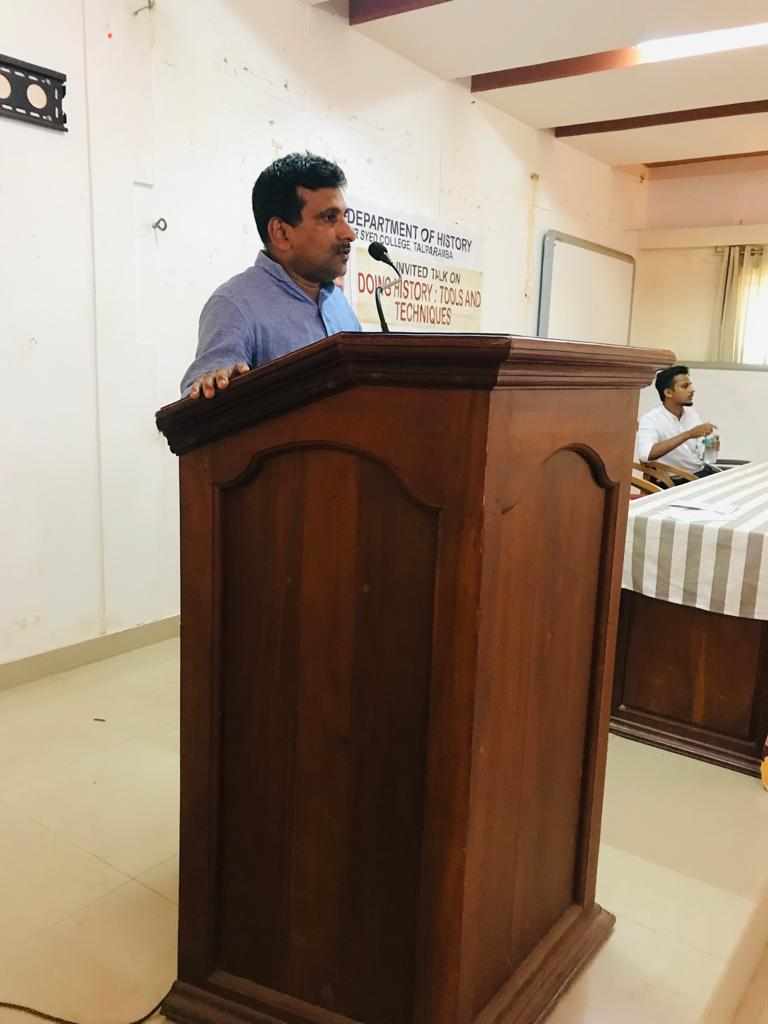 DEPARTMENT OF HISTORY
SYED COLLEGE, TALIPARAMBA
INVITED TALK ON
DOING HISTORY : TOOLS AND
TECHNIQUES